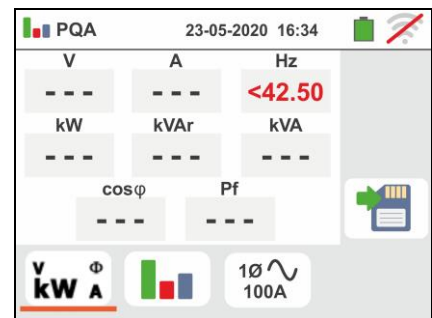 PQA 23-05-2020 16:34
V A Hz
--- --- <42.50
kW kVAr kVA
--- --- ---
cosφ Pf
--- ---
V Φ
kW A
1Ø
100A